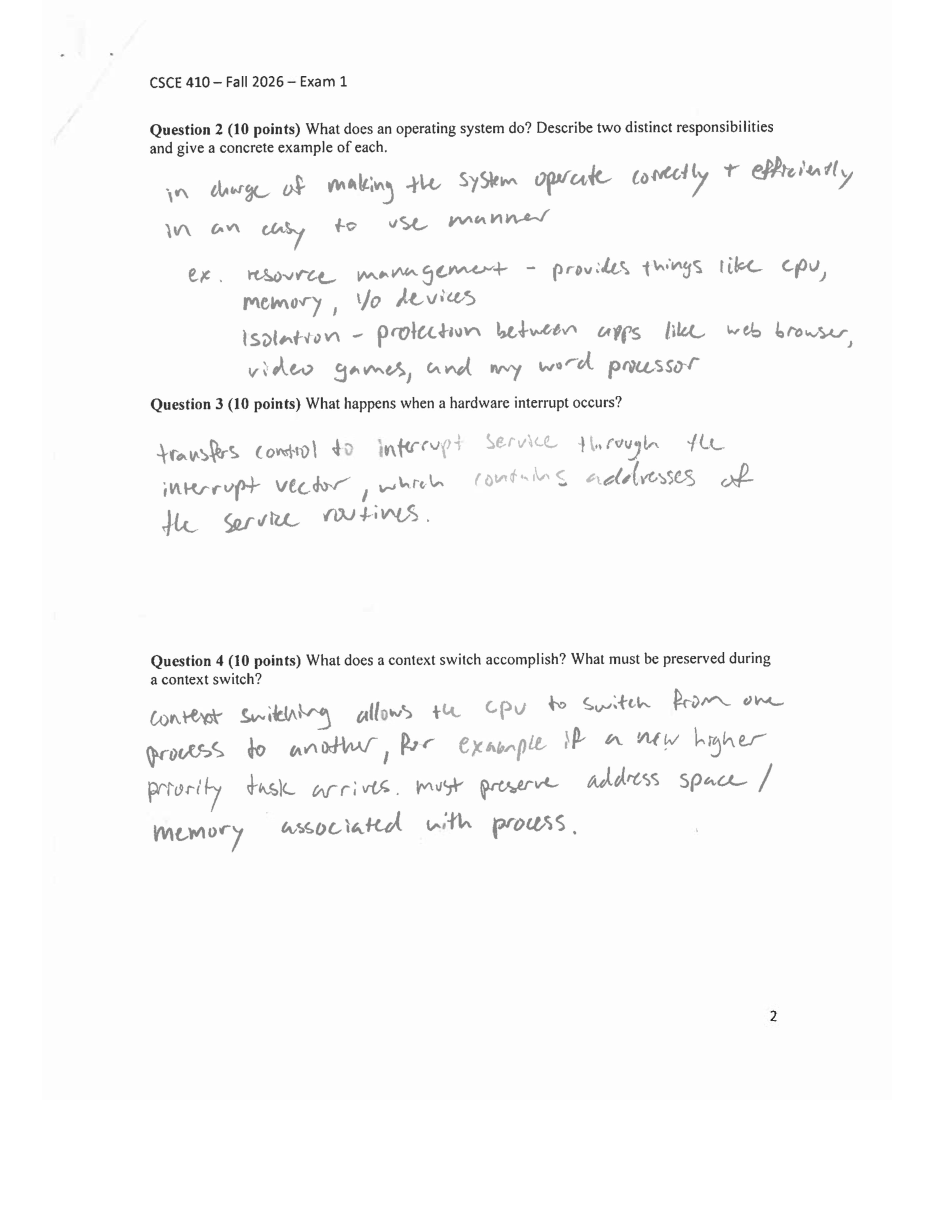 CSCE 410 – Fall 2026 – Exam 1
Question 2 (10 points) What does an operating system do? Describe two distinct responsibilities
and give a concrete example of each.
in charge of making the system operate correctly + efficiently
in an easy to use manner
ex. resource management - provides things like cpu,
memory, I/o devices
Isolation - protection between apps like web browser,
video games, and my word processor
Question 3 (10 points) What happens when a hardware interrupt occurs?
transfers control to interrupt service through the
interrupt vector, which contains addresses of
the service routines.
Question 4 (10 points) What does a context switch accomplish? What must be preserved during
a context switch?
context switching allows the cpu to switch from one
process to another, for example if a new higher
priority task arrives. must preserve address space /
memory associated with process.
2